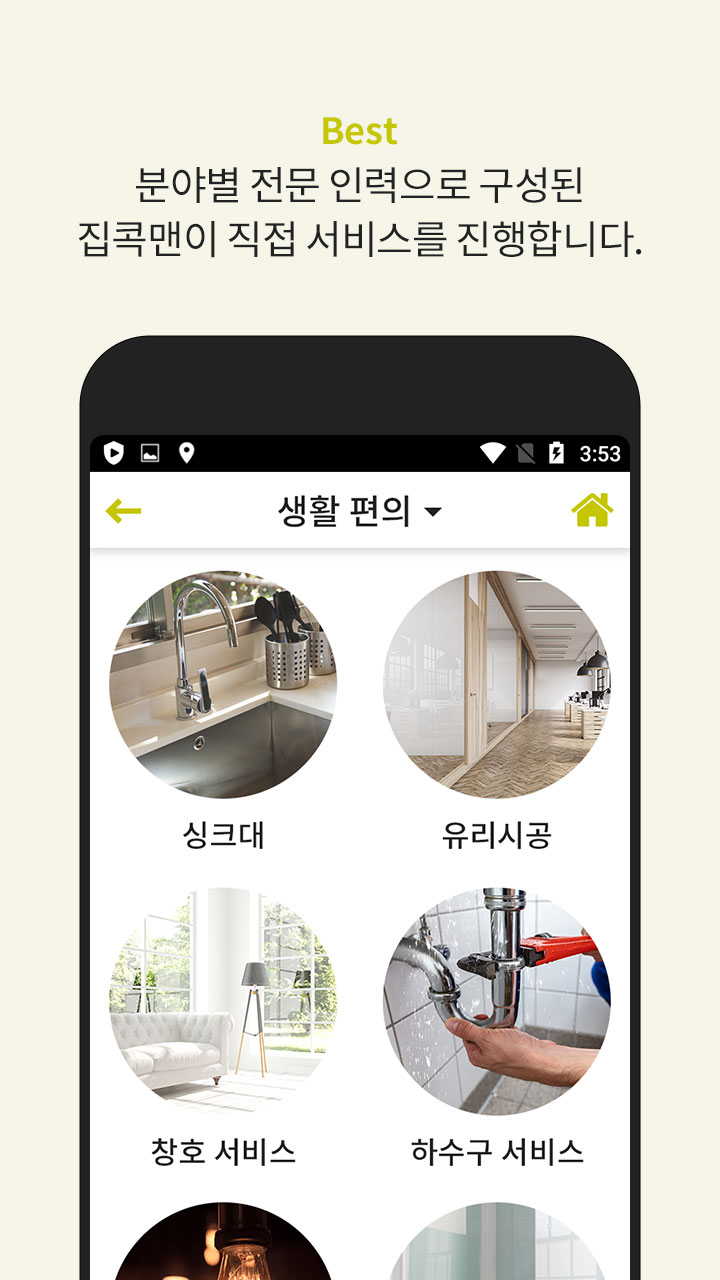 Best
분야별 전문 인력으로 구성된
집콕맨이 직접 서비스를 진행합니다.
3:53
생활 편의
싱크대
유리시공
창호 서비스
하수구 서비스